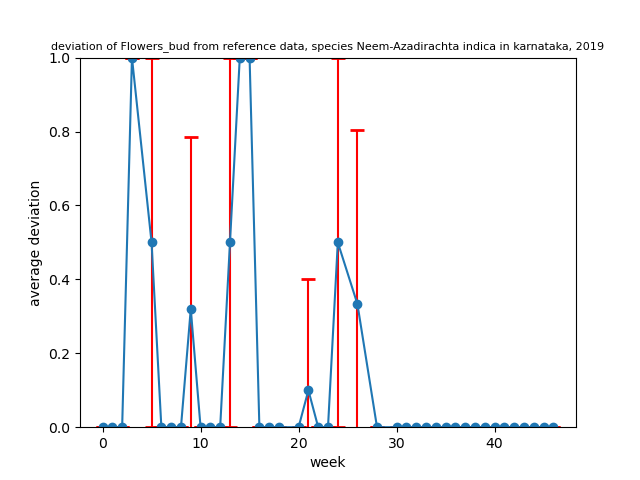 deviation of Flowers_bud from reference data, species Neem-Azadirachta indica in karnataka, 2019
1.0
0.8
0.6
0.4
0.2
0.0
average deviation
0 10 20 30 40
week